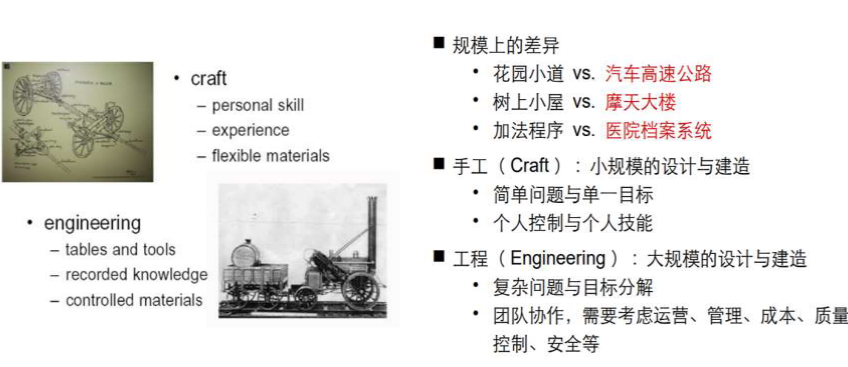 • craft
– personal skill
– experience
– flexible materials
• engineering
– tables and tools
– recorded knowledge
– controlled materials
■ 规模上的差异
• 花园小道 vs. 汽车高速公路
• 树上小屋 vs. 摩天大楼
• 加法程序 vs. 医院档案系统
■ 手工（ Craft ）：小规模的设计与建造
• 简单问题与单一目标
• 个人控制与个人技能
■ 工程（ Engineering ）：大规模的设计与建造
• 复杂问题与目标分解
• 团队协作，需要考虑运营、管理、成本、质量
控制、安全等